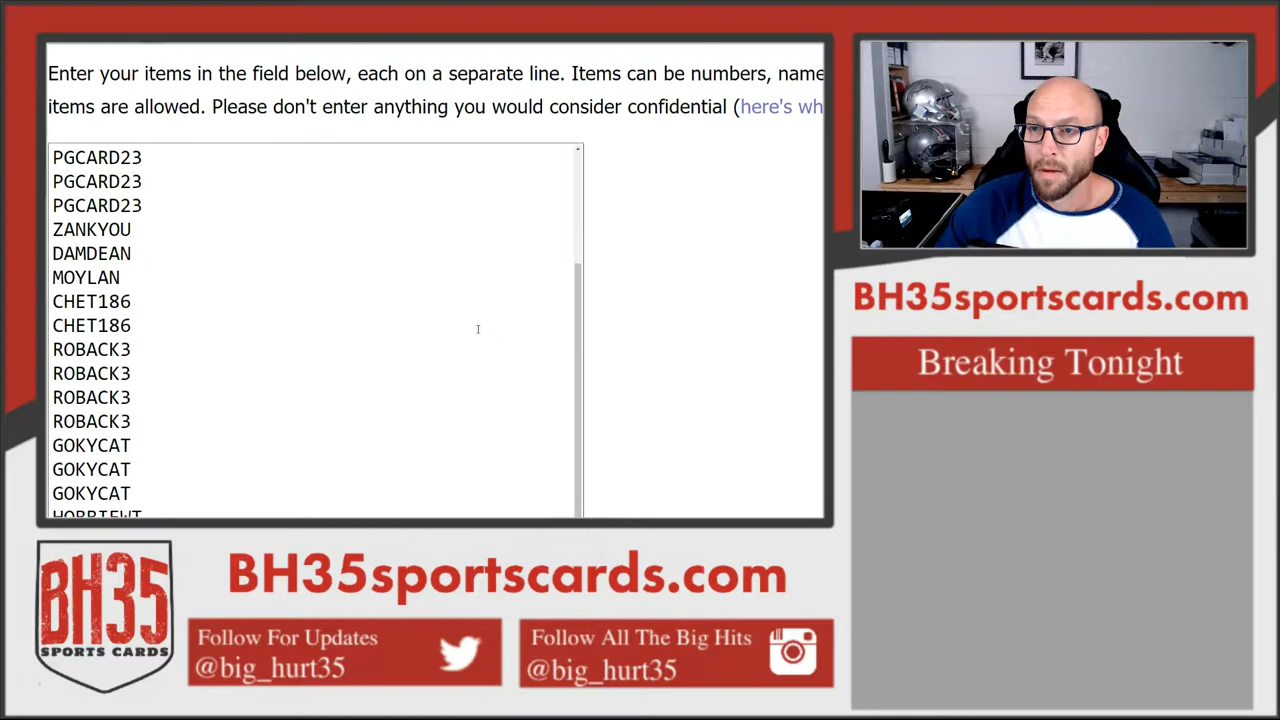 Enter your items in the field below, each on a separate line. Items can be numbers, name
items are allowed. Please don't enter anything you would consider confidential (here's wh
PGCARD23
PGCARD23
PGCARD23
ZANKYOU
DAMDEAN
MOYLAN
CHET186
CHET186
ROBACK3
ROBACK3
ROBACK3
ROBACK3
GOKYCAT
GOKYCAT
GOKYCAT
BH35sportscards.com
Breaking Tonight
BH35
SPORTS CARDS
BH35sportscards.com
Follow For Updates
@big_hurt35
Follow All The Big Hits
@big_hurt35